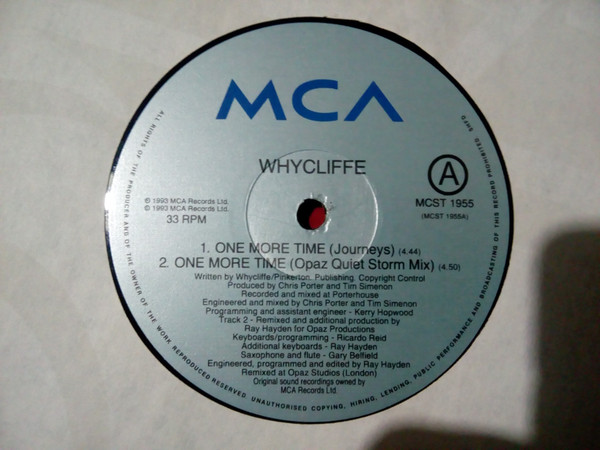 MCA
WHYCLIFFE
℗ 1993 MCA Records Ltd.
© 1993 MCA Records Ltd.
33 RPM
A
MCST 1955
(MCST 1955A)
1. ONE MORE TIME (Journeys) (4.44)
2. ONE MORE TIME (Opaz Quiet Storm Mix) (4.50)
Written by Whycliffe/Pinkerton. Publishing. Copyright Control
Produced by Chris Porter and Tim Simenon
Recorded and mixed at Porterhouse
Engineered and mixed by Chris Porter and Tim Simenon
Programming and assistant engineer - Kerry Hopwood
Track 2 - Remixed and additional production by
Ray Hayden for Opaz Productions
Keyboards/programming - Ricardo Reid
Additional keyboards - Ray Hayden
Saxophone and flute - Gary Belfield
Engineered, programmed and edited by Ray Hayden
Remixed at Opaz Studios (London)
Original sound recordings owned by
MCA Records Ltd.
ALL RIGHTS OF THE PRODUCER AND OF THE OWNER OF THE WORK REPRODUCED RESERVED. UNAUTHORISED COPYING, HIRING, LENDING, PUBLIC PERFORMANCE AND BROADCASTING OF THIS RECORD PROHIBITED